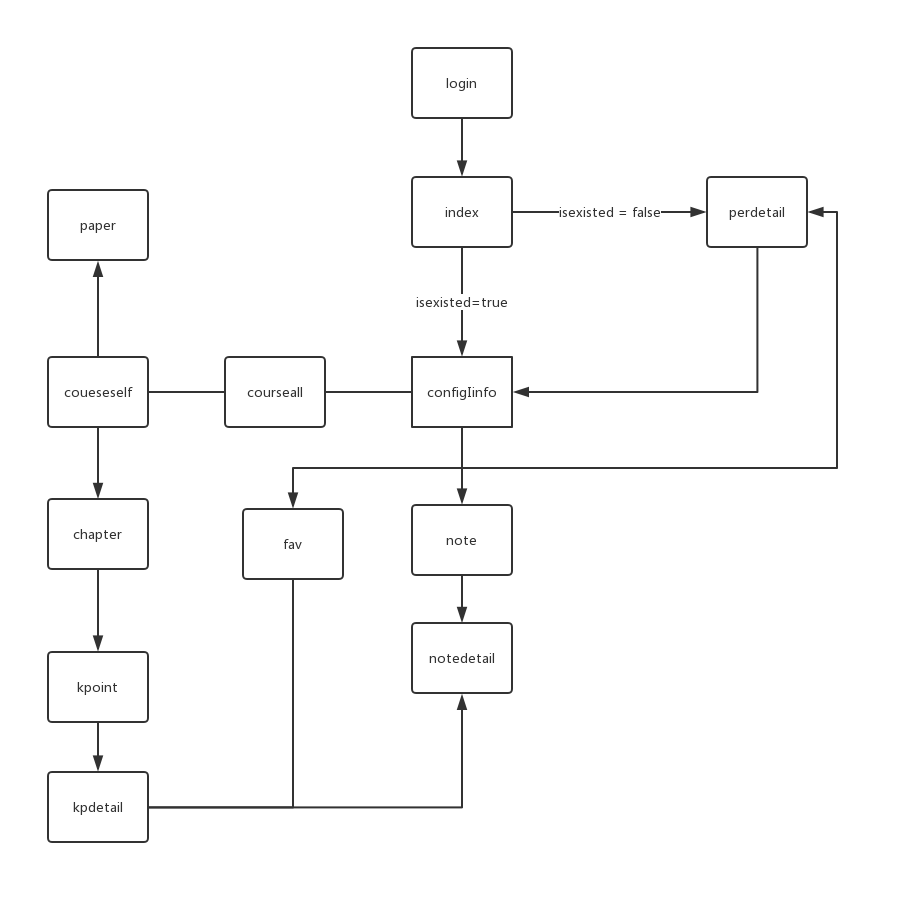 login
index
isexisted = false
perdetail
paper
isexisted=true
coueseself
courseall
configIinfo
chapter
fav
note
notedetail
kpoint
kpdetail